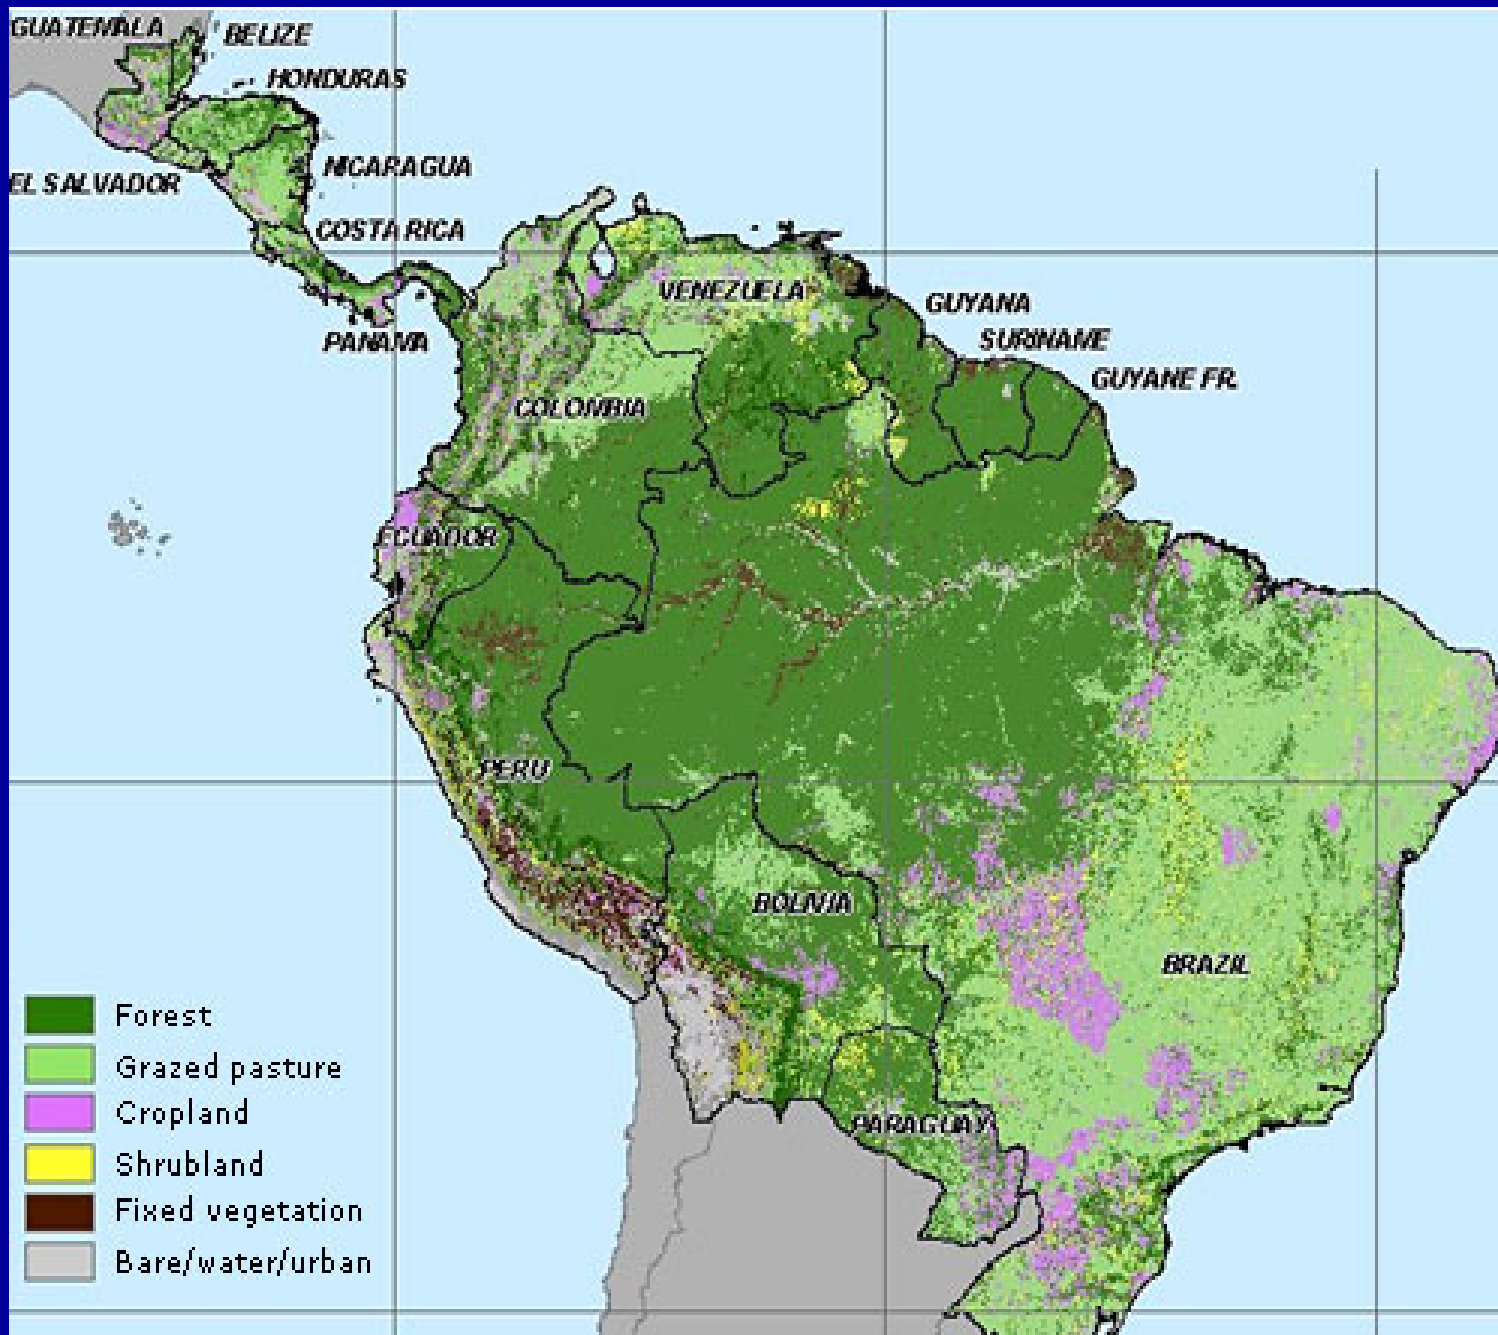 GUATEMALA
BELIZE
HONDURAS
NICARAGUA
EL SALVADOR
COSTA RICA
VENEZUELA
GUYANA
PANAMA
SURINAME
GUYANE FR.
COLOMBIA
ECUADOR
PERU
BOLIVIA
BRAZIL
PARAGUAY
Forest
Grazed pasture
Cropland
Shrubland
Fixed vegetation
Bare/water/urban